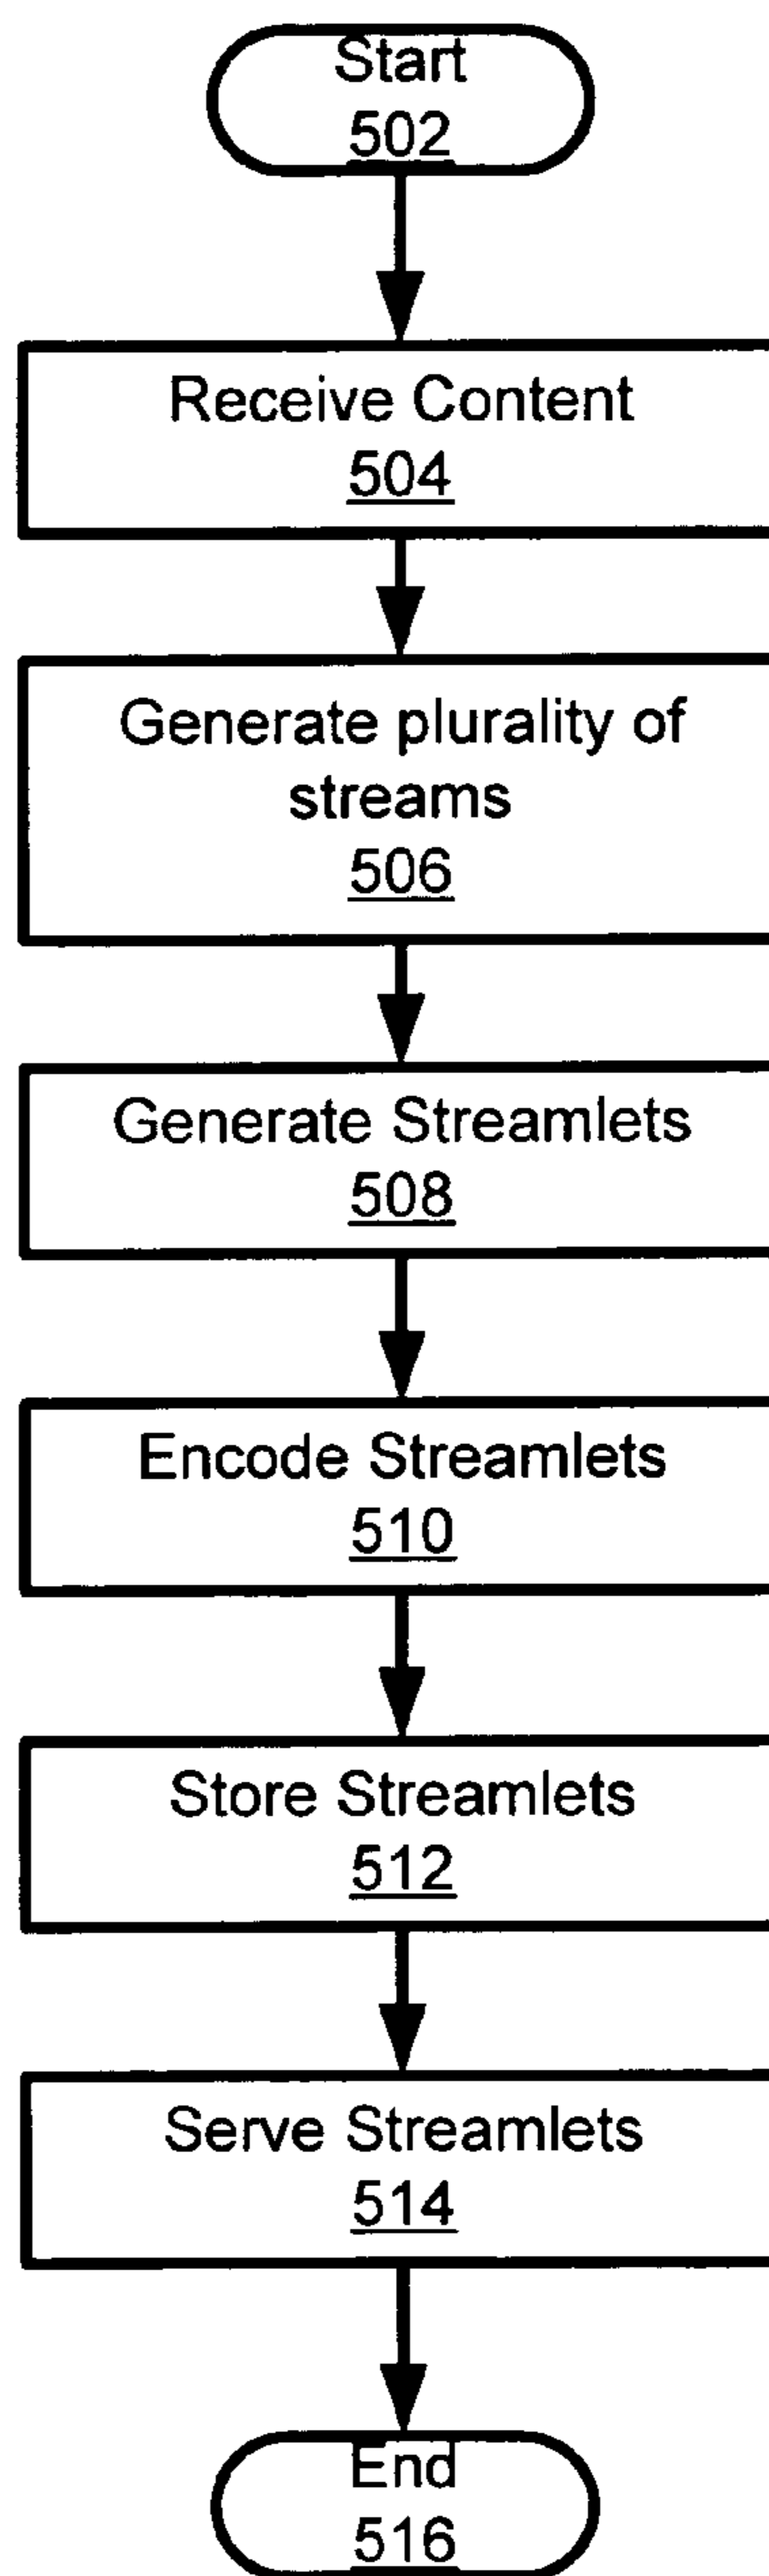 Start
502
Receive Content
504
Generate plurality of
streams
506
Generate Streamlets
508
Encode Streamlets
510
Store Streamlets
512
Serve Streamlets
514
End
516